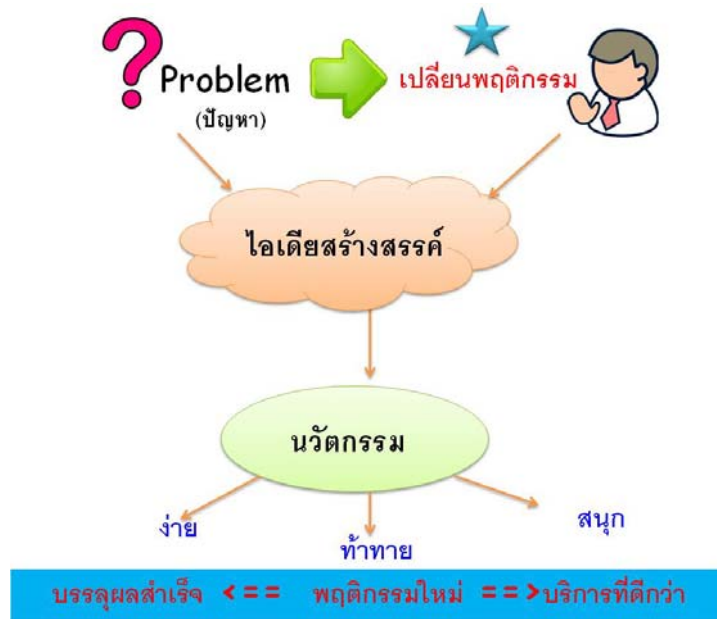 ? Problem เปลี่ยนพฤติกรรม
(ปัญหา)
ไอเดียสร้างสรรค์
นวัตกรรม
ง่าย
ท้าทาย
สนุก
บรรลุผลสำเร็จ <== พฤติกรรมใหม่ ==>บริการที่ดีกว่า